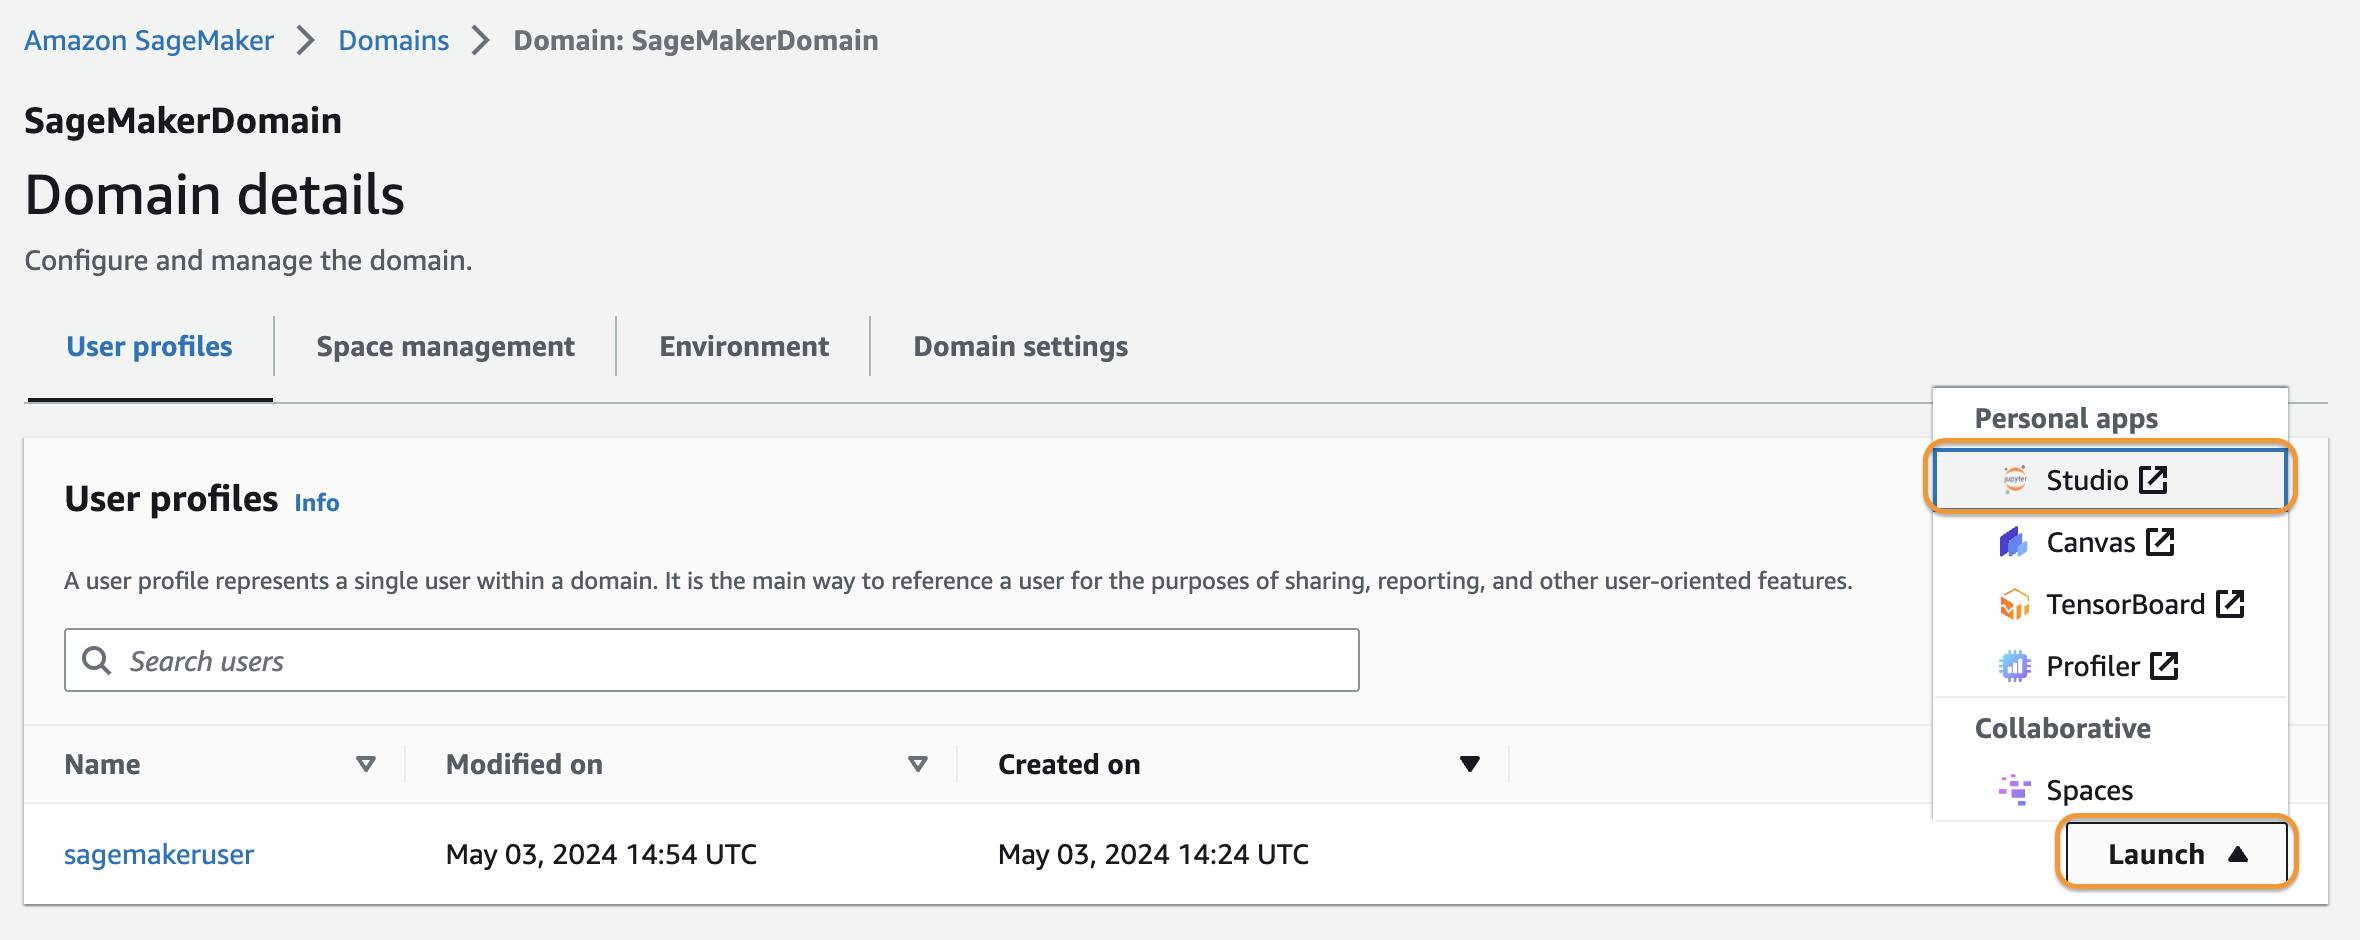 Amazon SageMaker > Domains > Domain: SageMakerDomain
SageMakerDomain
Domain details
Configure and manage the domain.
User profiles
Space management
Environment
Domain settings
User profiles Info
A user profile represents a single user within a domain. It is the main way to reference a user for the purposes of sharing, reporting, and other user-oriented features.
Search users
Name
Modified on
Created on
sagemakeruser
May 03, 2024 14:54 UTC
May 03, 2024 14:24 UTC
Personal apps
jupyter
Studio
Canvas
TensorBoard
Profiler
Collaborative
Spaces
Launch